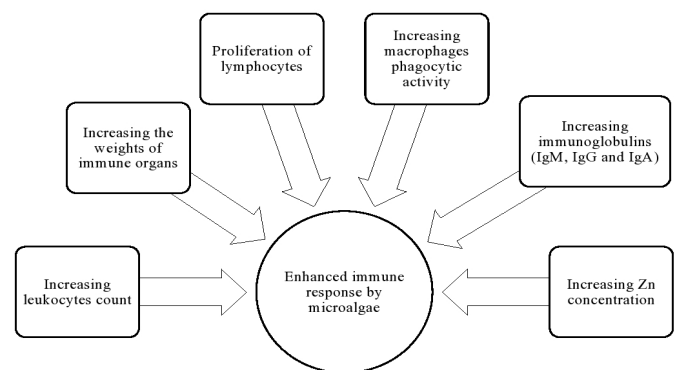 Proliferation of
lymphocytes
Increasing
macrophages
phagocytic
activity
Increasing the
weights of
immune organs
Increasing
immunoglobulins
(IgM, IgG and IgA)
Increasing
leukocytes count
Enhanced immune
response by
microalgae
Increasing Zn
concentration